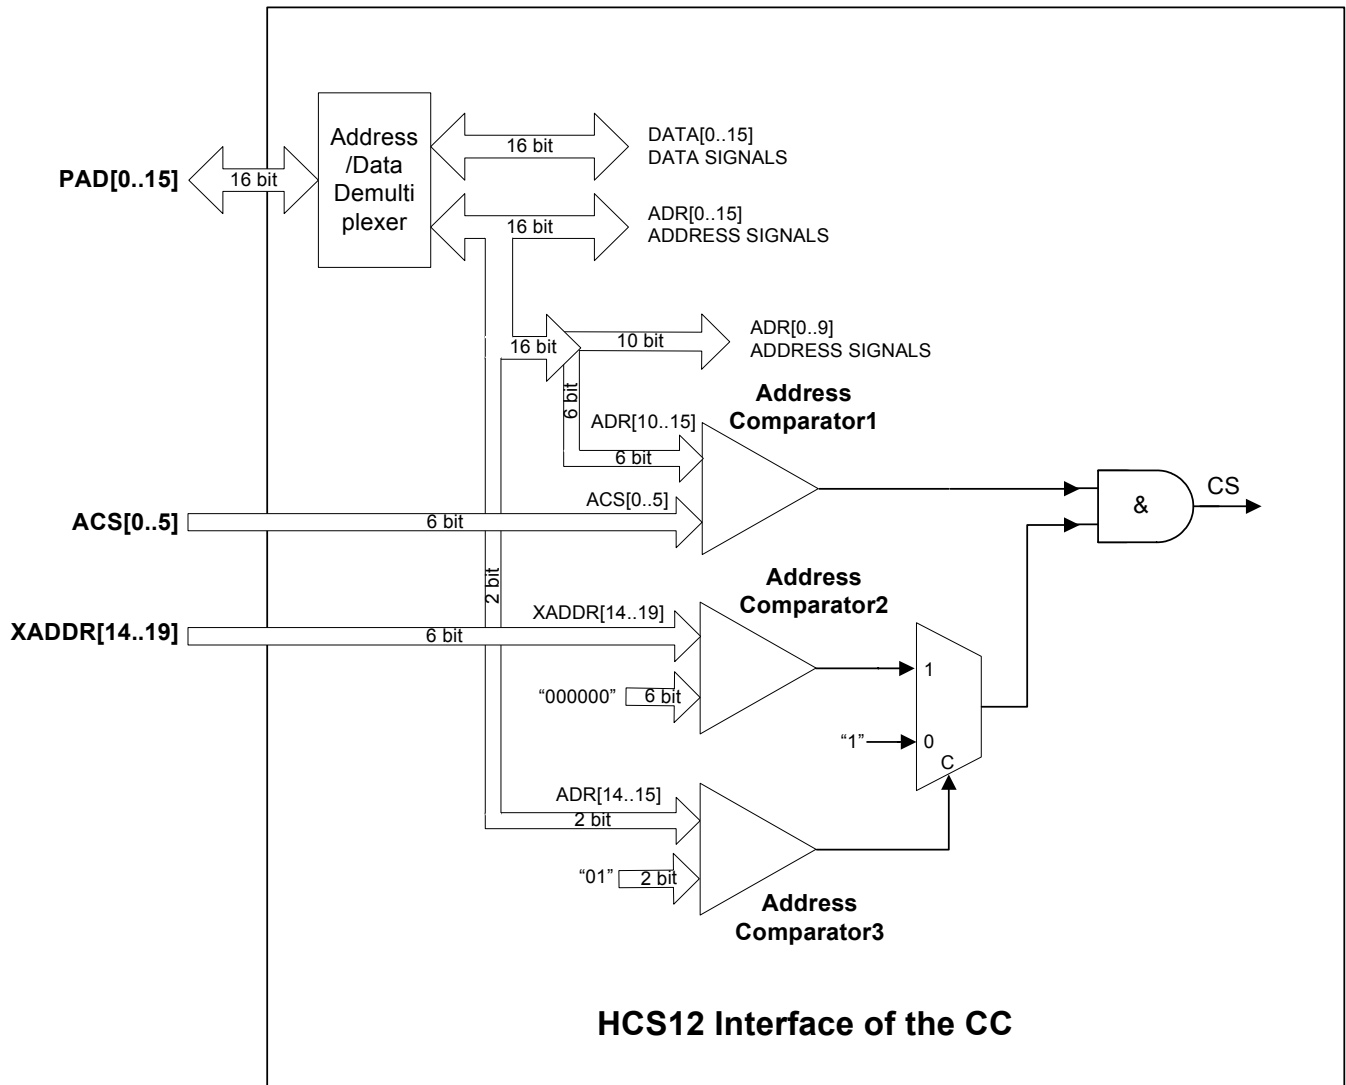 Address
/Data
Demulti
plexer
PAD[0..15]
16 bit
16 bit
DATA[0..15]
DATA SIGNALS
16 bit
ADR[0..15]
ADDRESS SIGNALS
16 bit
10 bit
ADR[0..9]
ADDRESS SIGNALS
6 bit
Address
Comparator1
ADR[10..15]
6 bit
ACS[0..5]
ACS[0..5]
6 bit
&
CS
2 bit
Address
Comparator2
XADDR[14..19]
XADDR[14..19]
6 bit
“000000”
6 bit
1
“1”
0
C
ADR[14..15]
2 bit
“01”
2 bit
Address
Comparator3
HCS12 Interface of the CC